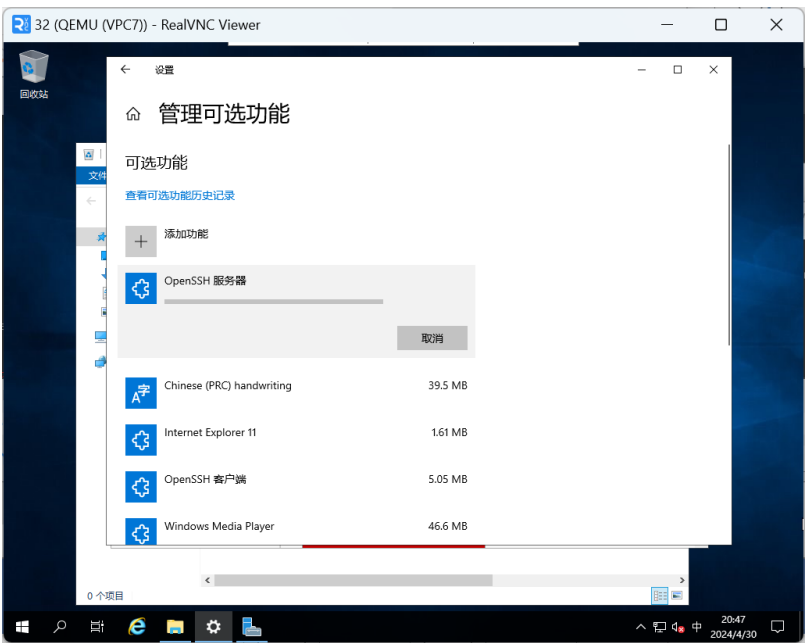 32 (QEMU (VPC7)) - RealVNC Viewer
回收站
设置
管理可选功能
可选功能
文件
查看可选功能历史记录
添加功能
OpenSSH 服务器
取消
Chinese (PRC) handwriting 39.5 MB
Internet Explorer 11 1.61 MB
OpenSSH 客户端 5.05 MB
Windows Media Player 46.6 MB
0 个项目
中
20:47
2024/4/30